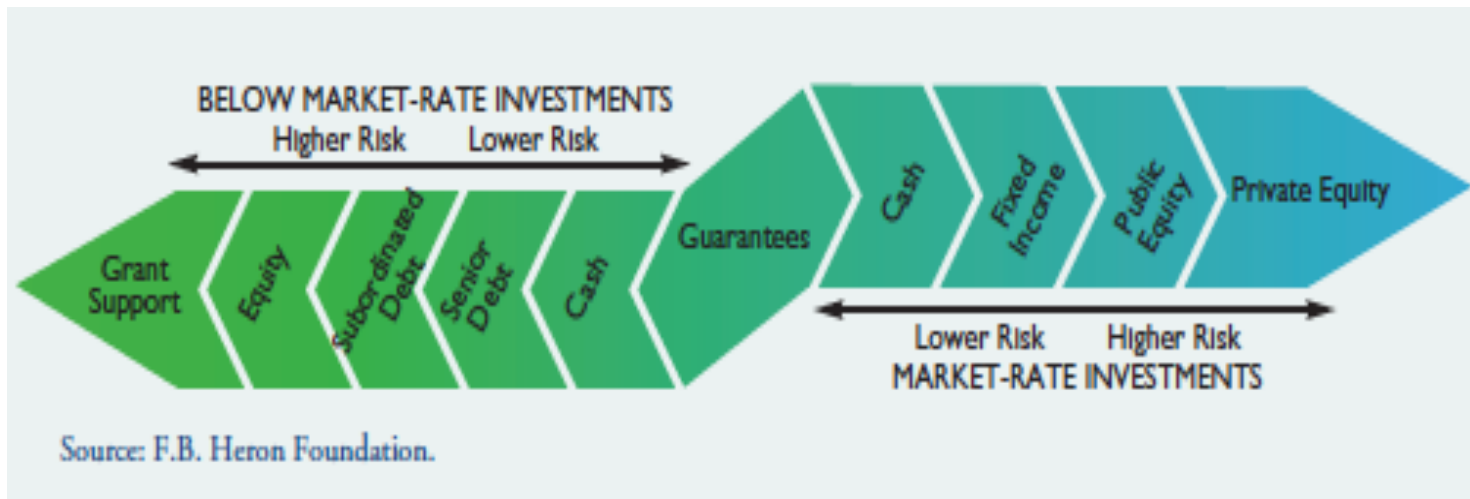 BELOW MARKET-RATE INVESTMENTS
Higher Risk Lower Risk
Grant
Support
Equity
Subordinated
Debt
Senior
Debt
Cash
Guarantees
Cash
Fixed
Income
Public
Equity
Private Equity
Lower Risk Higher Risk
MARKET-RATE INVESTMENTS
Source: F.B. Heron Foundation.